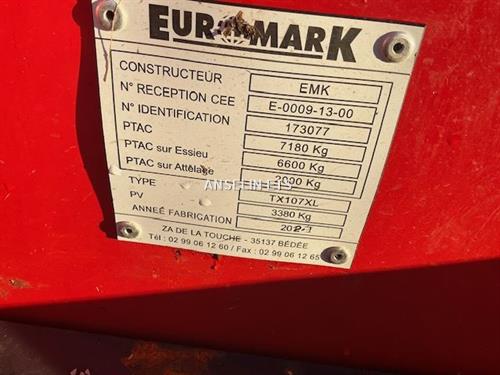 EUROMARK
CONSTRUCTEUR EMK
N° RECEPTION CEE E-0009-13-00
N° IDENTIFICATION 173077
PTAC 7180 Kg
PTAC sur Essieu 6600 Kg
PTAC sur Attelage 2000 Kg
ANSELIN ETS
TYPE TX107XL
PV 3380 Kg
ANNEÉ FABRICATION
ZA DE LA TOUCHE - 35137 BÉDÉE
Tél : 02 99 06 12 60 / Fax : 02 99 06 12 65